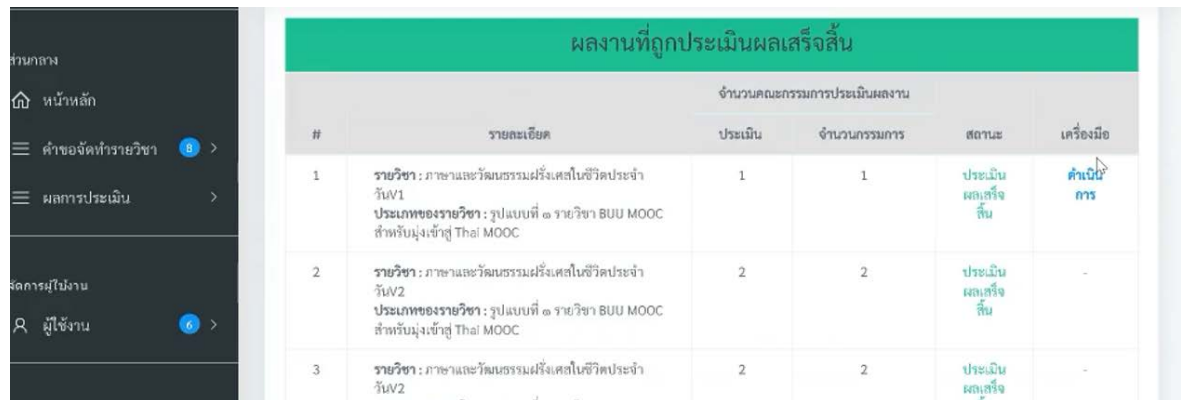 ส่วนกลาง
หน้าหลัก
คำขอจัดทำรายวิชา 8 >
ผลการประเมิน >
จัดการผู้ใช้งาน
ผู้ใช้งาน 6 >
ผลงานที่ถูกประเมินผลเสร็จสิ้น
จำนวนคณะกรรมการประเมินผลงาน
# รายละเอียด ประเมิน จำนวนกรรมการ สถานะ เครื่องมือ
1 รายวิชา : ภาษาและวัฒนธรรมฝรั่งเศสในชีวิตประจำ 1 1 ประเมิน ดำเนิน
วันV1 ผลเสร็จ การ
ประเภทของรายวิชา : รูปแบบที่ ๑ รายวิชา BUU MOOC สิ้น
สำหรับมุ่งเข้าสู่ Thai MOOC
2 รายวิชา : ภาษาและวัฒนธรรมฝรั่งเศสในชีวิตประจำ 2 2 ประเมิน -
วันV2 ผลเสร็จ
ประเภทของรายวิชา : รูปแบบที่ ๑ รายวิชา BUU MOOC สิ้น
สำหรับมุ่งเข้าสู่ Thai MOOC
3 รายวิชา : ภาษาและวัฒนธรรมฝรั่งเศสในชีวิตประจำ 2 2 ประเมิน -
วันV2 ผลเสร็จ